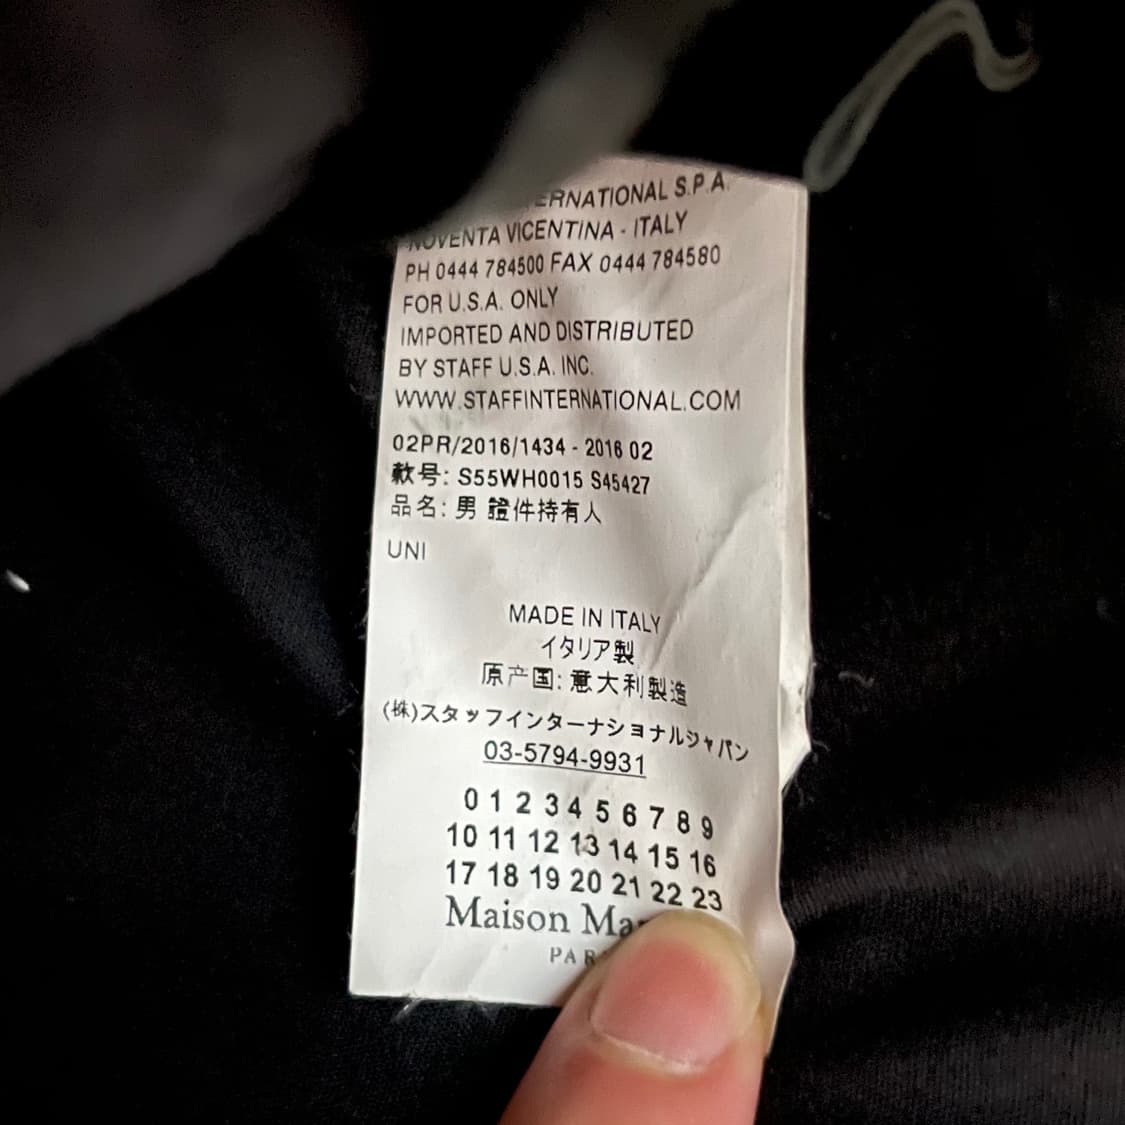 ERNATIONAL S.P.A.
NOVENTA VICENTINA - ITALY
PH 0444 784500 FAX 0444 784580
FOR U.S.A. ONLY
IMPORTED AND DISTRIBUTED
BY STAFF U.S.A. INC.
WWW.STAFFINTERNATIONAL.COM
02PR/2016/1434 - 2016 02
款号: S55WH0015 S45427
品名: 男 證件持有人
UNI
MADE IN ITALY
イタリア製
原产国: 意大利製造
(株)スタッフインターナショナルジャパン
03-5794-9931
0 1 2 3 4 5 6 7 8 9
10 11 12 13 14 15 16
17 18 19 20 21 22 23
Maison Mar
PAR